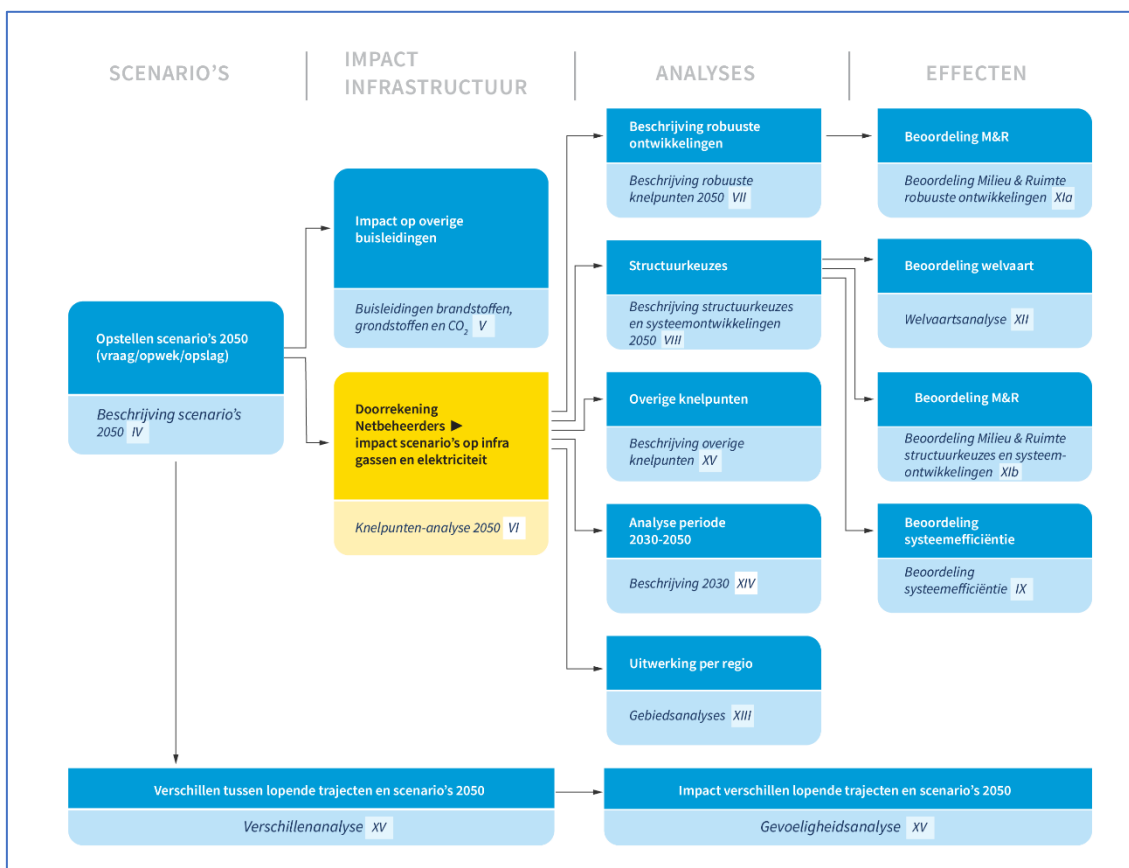 SCENARIO'S
IMPACT
INFRASTRUCTUUR
ANALYSES
EFFECTEN
Opstellen scenario's 2050
(vraag/opwek/opslag)
Beschrijving scenario's
2050 IV
Impact op overige
buisleidingen
Buisleidingen brandstoffen,
grondstoffen en CO₂ V
Doorrekening
Netbeheerders ►
impact scenario's op infra
gassen en elektriciteit
Knelpunten-analyse 2050 VI
Beschrijving robuuste
ontwikkelingen
Beschrijving robuuste
knelpunten 2050 VII
Structuurkeuzes
Beschrijving structuurkeuzes
en systeemontwikkelingen
2050 VIII
Overige knelpunten
Beschrijving overige
knelpunten XV
Analyse periode
2030-2050
Beschrijving 2030 XIV
Uitwerking per regio
Gebiedsanalyses XIII
Beoordeling M&R
Beoordeling Milieu & Ruimte
robuuste ontwikkelingen XIa
Beoordeling welvaart
Welvaartsanalyse XII
Beoordeling M&R
Beoordeling Milieu & Ruimte
structuurkeuzes en systeem-
ontwikkelingen XIb
Beoordeling
systeemefficiëntie
Beoordeling
systeemefficiëntie IX
Verschillen tussen lopende trajecten en scenario's 2050
Verschillenanalyse XV
Impact verschillen lopende trajecten en scenario's 2050
Gevoeligheidsanalyse XV